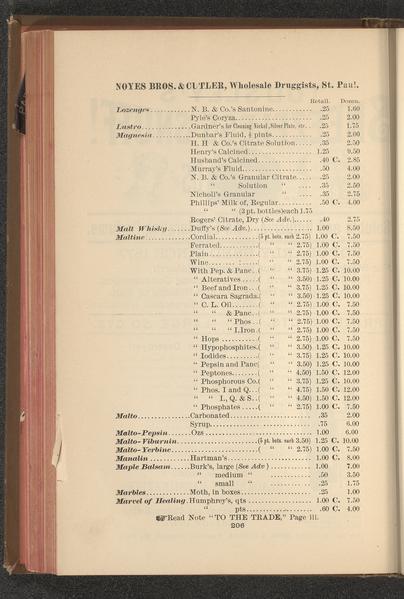 NOYES BROS. & CUTLER, Wholesale Druggists, St. Paul.
Retail. Dozen.
Lozenges............N. B. & Co.'s Santonine......... .25 1.60
Pyle's Coryza.................. .25 2.00
Lustro..............Gardner's for Cleaning Nickel, Silver Plate, etc... .25 1.75
Magnesia............Dunbar's Fluid, ½ pints......... .25 2.00
H. H & Co.'s Citrate Solution.... .35 2.50
Henry's Calcined............... 1.25 9.50
Husband's Calcined............. .40 C. 2.85
Murray's Fluid................. .50 4.00
N. B. & Co.'s Granular Citrate.... .25 2.00
" Solution " .... .35 2.50
Nicholl's Granular " .... .35 2.75
Phillips' Milk of, Regular........ .50 C. 4.00
" " (3 pt. bottles) each 1.75
Rogers' Citrate, Dry (See Adv.)..... .40 2.75
Malt Whisky.........Duffy's (See Adv.)............. 1.00 8.50
Maltine.............Cordial............(5 pt. bots. each 2.75) 1.00 C. 7.50
Ferrated...........( " " 2.75) 1.00 C. 7.50
Plain..............( " " 2.75) 1.00 C. 7.50
Wine...............( " " 2.75) 1.00 C. 7.50
With Pep. & Panc..( " " 3.75) 1.25 C. 10.00
" Alteratives.....( " " 3.50) 1.25 C. 10.00
" Beef and Iron...( " " 3.75) 1.25 C. 10.00
" Cascara Sagrada.( " " 3.50) 1.25 C. 10.00
" C. L. Oil.......( " " 2.75) 1.00 C. 7.50
" " & Panc..( " " 2.75) 1.00 C. 7.50
" " " Phos...( " " 2.75) 1.00 C. 7.50
" " " I. Iron.( " " 2.75) 1.00 C. 7.50
" Hops ...........( " " 2.75) 1.00 C. 7.50
" Hypophosphites..( " " 3.50) 1.25 C. 10.00
" Iodides.........( " " 3.75) 1.25 C. 10.00
" Pepsin and Panc.( " " 3.50) 1.25 C. 10.00
" Peptones........( " " 4.50) 1.50 C. 12.00
" Phosphorous Co..( " " 3.75) 1.25 C. 10.00
" Phos. I and Q...( " " 4.75) 1.50 C. 12.00
" " I., Q. & S..( " " 4.50) 1.50 C. 12.00
" Phosphates .....( " " 2.75) 1.00 C. 7.50
Malto...............Carbonated..................... .35 2.00
Syrup.......................... .75 6.00
Malto-Pepsin........Ozs ........................... 1.00 6.00
Malto-Viburnin................(5 pt. bots. each 3.50) 1.25 C. 10.00
Malto-Yerbine.................( " " 2.75) 1.00 C. 7.50
Manalin ............Hartman's...................... 1.00 C. 8.00
Maple Balsam........Burk's, large (See Adv) ........ 1.00 7.00
" medium " ........ .50 3.50
" small " ........ .25 1.75
Marbles.............Moth, in boxes................. .25 1.00
Marvel of Healing..Humphrey's, qts ............... 1.00 C. 7.50
" pts................ .60 C. 4.00
☞Read Note "TO THE TRADE," Page iii.
206